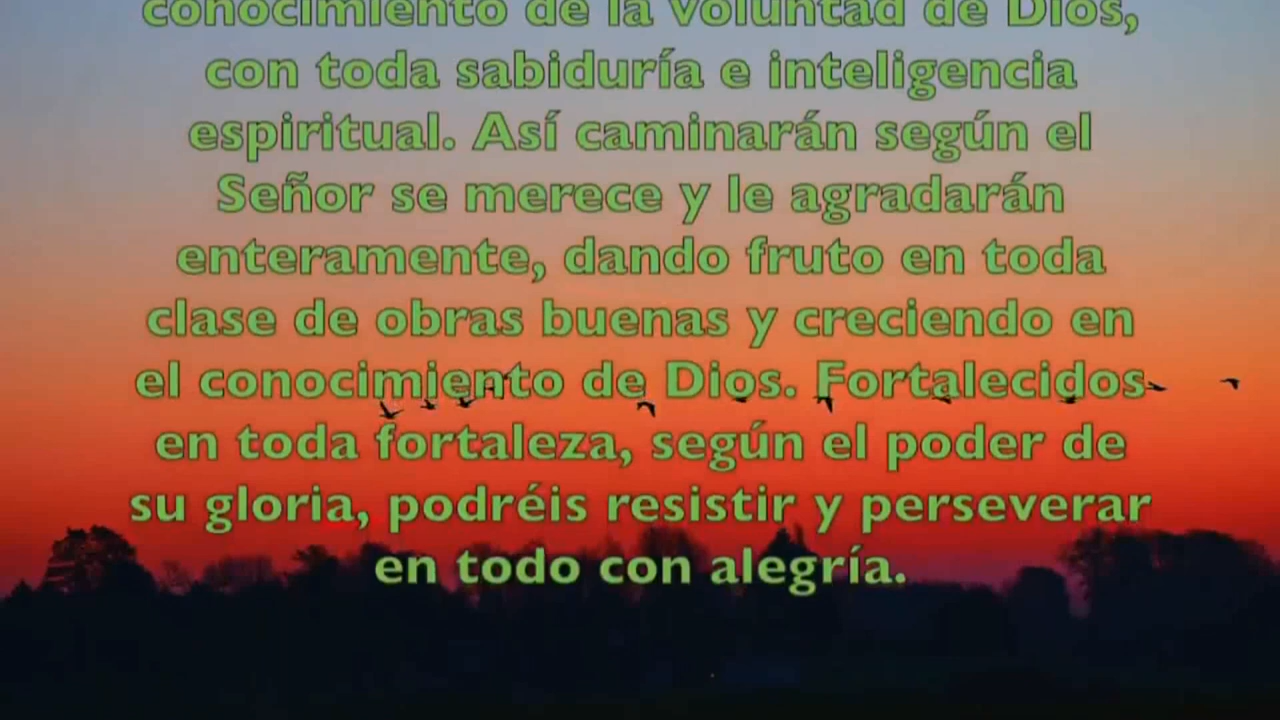 conocimiento de la voluntad de Dios,
con toda sabiduría e inteligencia
espiritual. Así caminarán según el
Señor se merece y le agradarán
enteramente, dando fruto en toda
clase de obras buenas y creciendo en
el conocimiento de Dios. Fortalecidos
en toda fortaleza, según el poder de
su gloria, podréis resistir y perseverar
en todo con alegría.